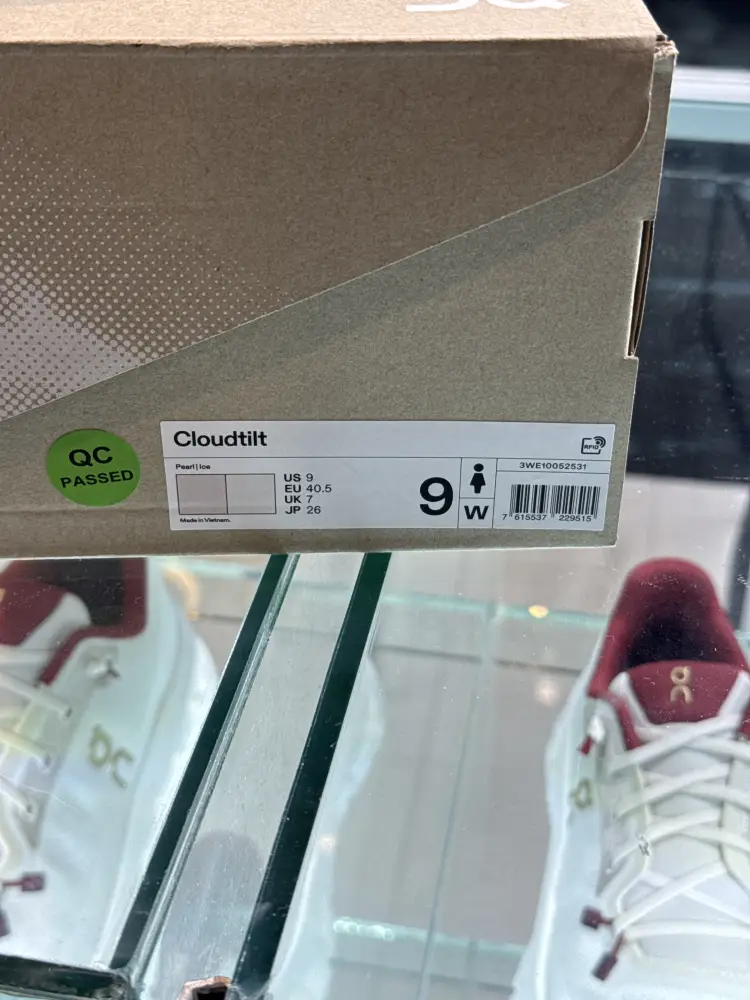 QC
PASSED
Cloudtilt
RFID
Pearl | Ice
US 9
EU 40.5
UK 7
JP 26
Made in Vietnam.
9
W
3WE10052531
7 615537 229515